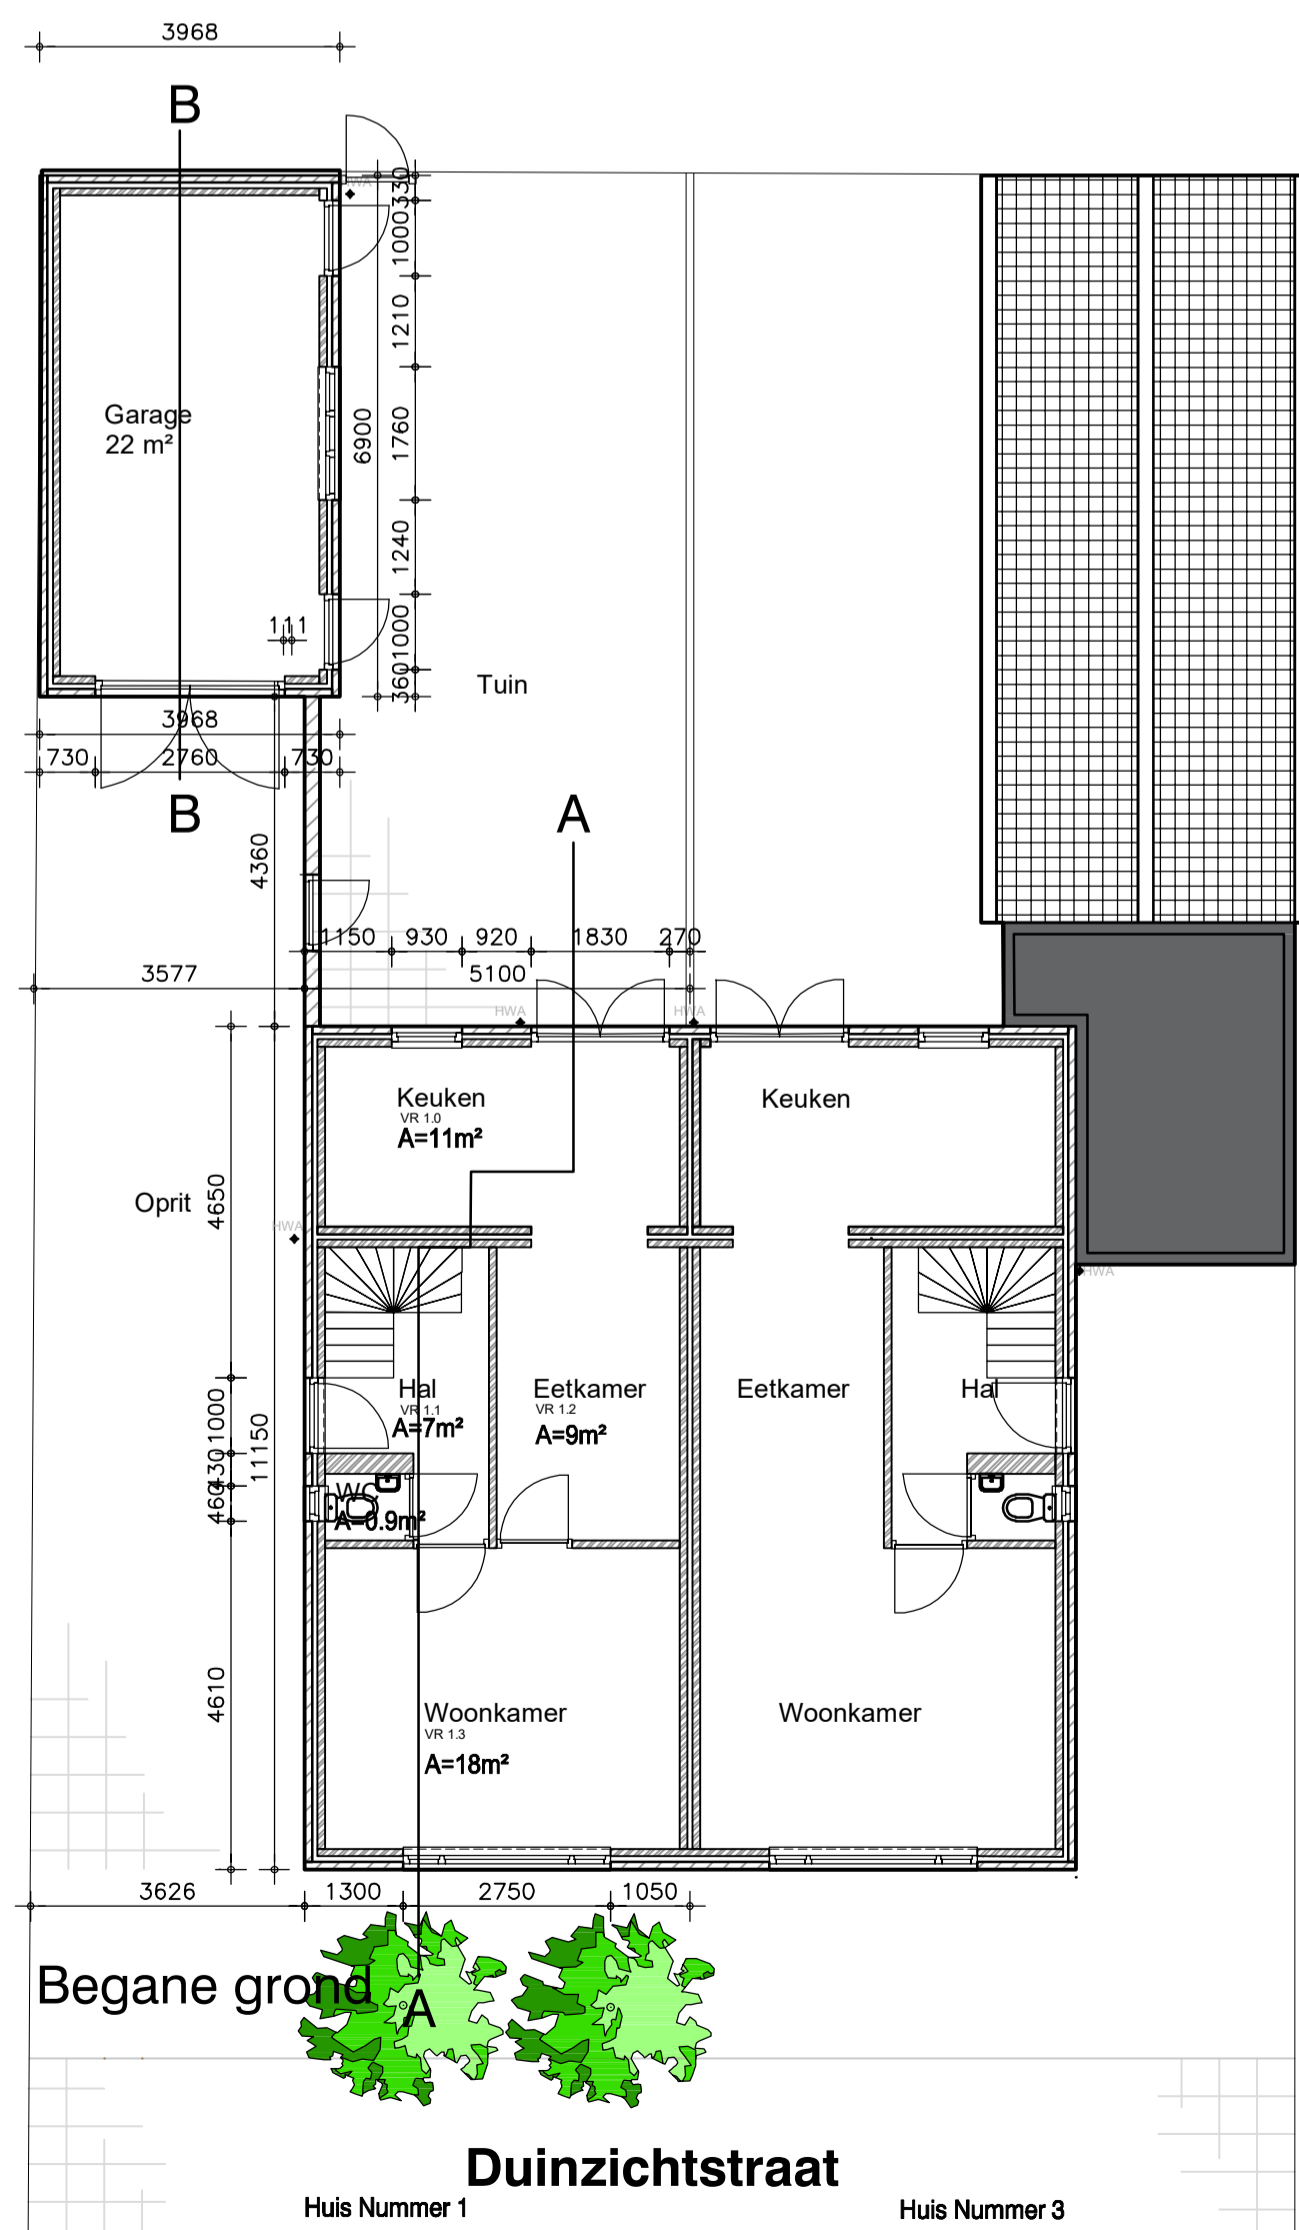 3968
B
HWA
330
1000
1210
Garage
22 m²
6900
1760
1240
111
1000
360
Tuin
3968
730
2760
730
B
A
4360
1150
930
920
1830
270
3577
5100
HWA
HWA
Keuken
VR 1.0
A=11m²
Keuken
Oprit
4650
HWA
HWA
Hal
VR 1.1
A=7m²
Eetkamer
VR 1.2
A=9m²
Eetkamer
Hal
1000
11150
430
460
WC
A=0.9m²
4610
Woonkamer
VR 1.3
A=18m²
Woonkamer
3626
1300
2750
1050
Begane grond
A
Duinzichtstraat
Huis Nummer 1
Huis Nummer 3